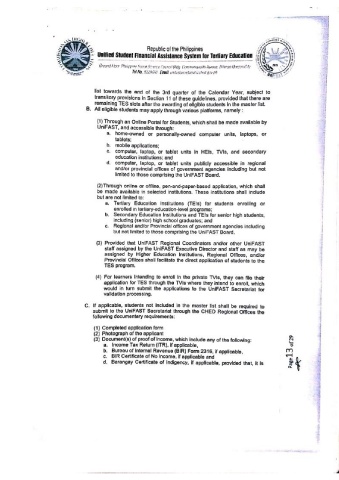 Republic of the Philippines
Unified Student Financial Assistance System for Tertiary Education
list towards the end of the 3rd quarter of the Calendar Year, subject to
transitory provisions in Section 11 of these guidelines, provided that there are
remaining TES slots after the awarding of eligible students in the master list.
B. All eligible students may apply through various platforms, namely :
(1) Through an Online Portal for Students, which shall be made available by
UniFAST, and accessible through:
a. home-owned or personally-owned computer units, laptops, or
tablets;
b. mobile applications;
c. computer, laptop, or tablet units in HEIs, TVIs, and secondary
education institutions; and
d. computer, laptop, or tablet units publicly accessible in regional
and/or provincial offices of government agencies including but not
limited to those comprising the UniFAST Board.
(2)Through online or offline, pen-and-paper-based application, which shall
be made available in selected institutions. These institutions shall include
but are not limited to:
a. Tertiary Education Institutions (TEIs) for students enrolling or
enrolled in tertiary-education-level programs;
b. Secondary Education Institutions and TEIs for senior high students,
including (senior) high school graduates; and
c. Regional and/or Provincial offices of government agencies including
but not limited to those comprising the UniFAST Board.
(3) Provided that UniFAST Regional Coordinators and/or other UniFAST
staff assigned by the UniFAST Executive Director and staff as may be
assigned by Higher Education Institutions, Regional Offices, and/or
Provincial Offices shall facilitate the direct application of students to the
TES program.
(4) For learners intending to enroll in the private TVIs, they can file their
application for TES through the TVIs where they intend to enroll, which
would in turn submit the applications to the UniFAST Secretariat for
validation processing.
C. If applicable, students not included in the master list shall be required to
submit to the UniFAST Secretariat through the CHED Regional Offices the
following documentary requirements:
(1) Completed application form
(2) Photograph of the applicant
(3) Document(s) of proof of income, which include any of the following:
a. Income Tax Return (ITR), if applicable,
b. Bureau of Internal Revenue (BIR) Form 2316, if applicable,
c. BIR Certificate of No Income, if applicable and
d. Barangay Certificate of Indigency, if applicable, provided that, it is
Page 13 of 29